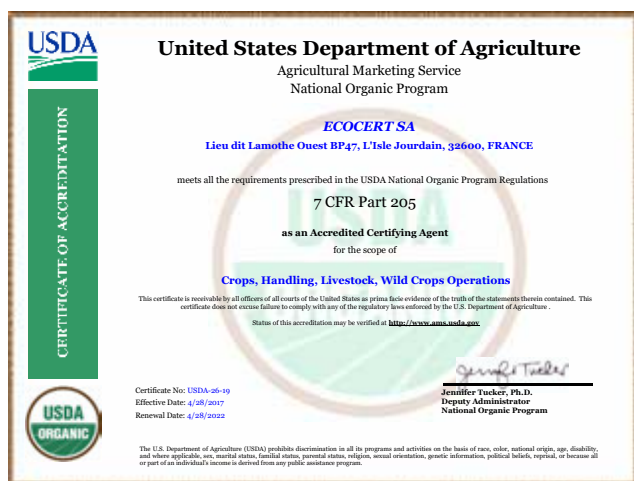 USDA
United States Department of Agriculture
Agricultural Marketing Service
National Organic Program
CERTIFICATE OF ACCREDITATION
ECOCERT SA
Lieu dit Lamothe Ouest BP47, L'Isle Jourdain, 32600, FRANCE
meets all the requirements prescribed in the USDA National Organic Program Regulations
7 CFR Part 205
as an Accredited Certifying Agent
for the scope of
Crops, Handling, Livestock, Wild Crops Operations
This certificate is receivable by all officers of all courts of the United States as prima facie evidence of the truth of the statements therein contained. This
certificate does not excuse failure to comply with any of the regulatory laws enforced by the U.S. Department of Agriculture .
Status of this accreditation may be verified at http://www.ams.usda.gov
USDA
Jennifer Tucker
Certificate No: USDA-26-19
Effective Date: 4/28/2017
Renewal Date: 4/28/2022
Jennifer Tucker, Ph.D.
Deputy Administrator
National Organic Program
USDA
ORGANIC
The U.S. Department of Agriculture (USDA) prohibits discrimination in all its programs and activities on the basis of race, color, national origin, age, disability,
and where applicable, sex, marital status, familial status, parental status, religion, sexual orientation, genetic information, political beliefs, reprisal, or because all
or part of an individual's income is derived from any public assistance program.